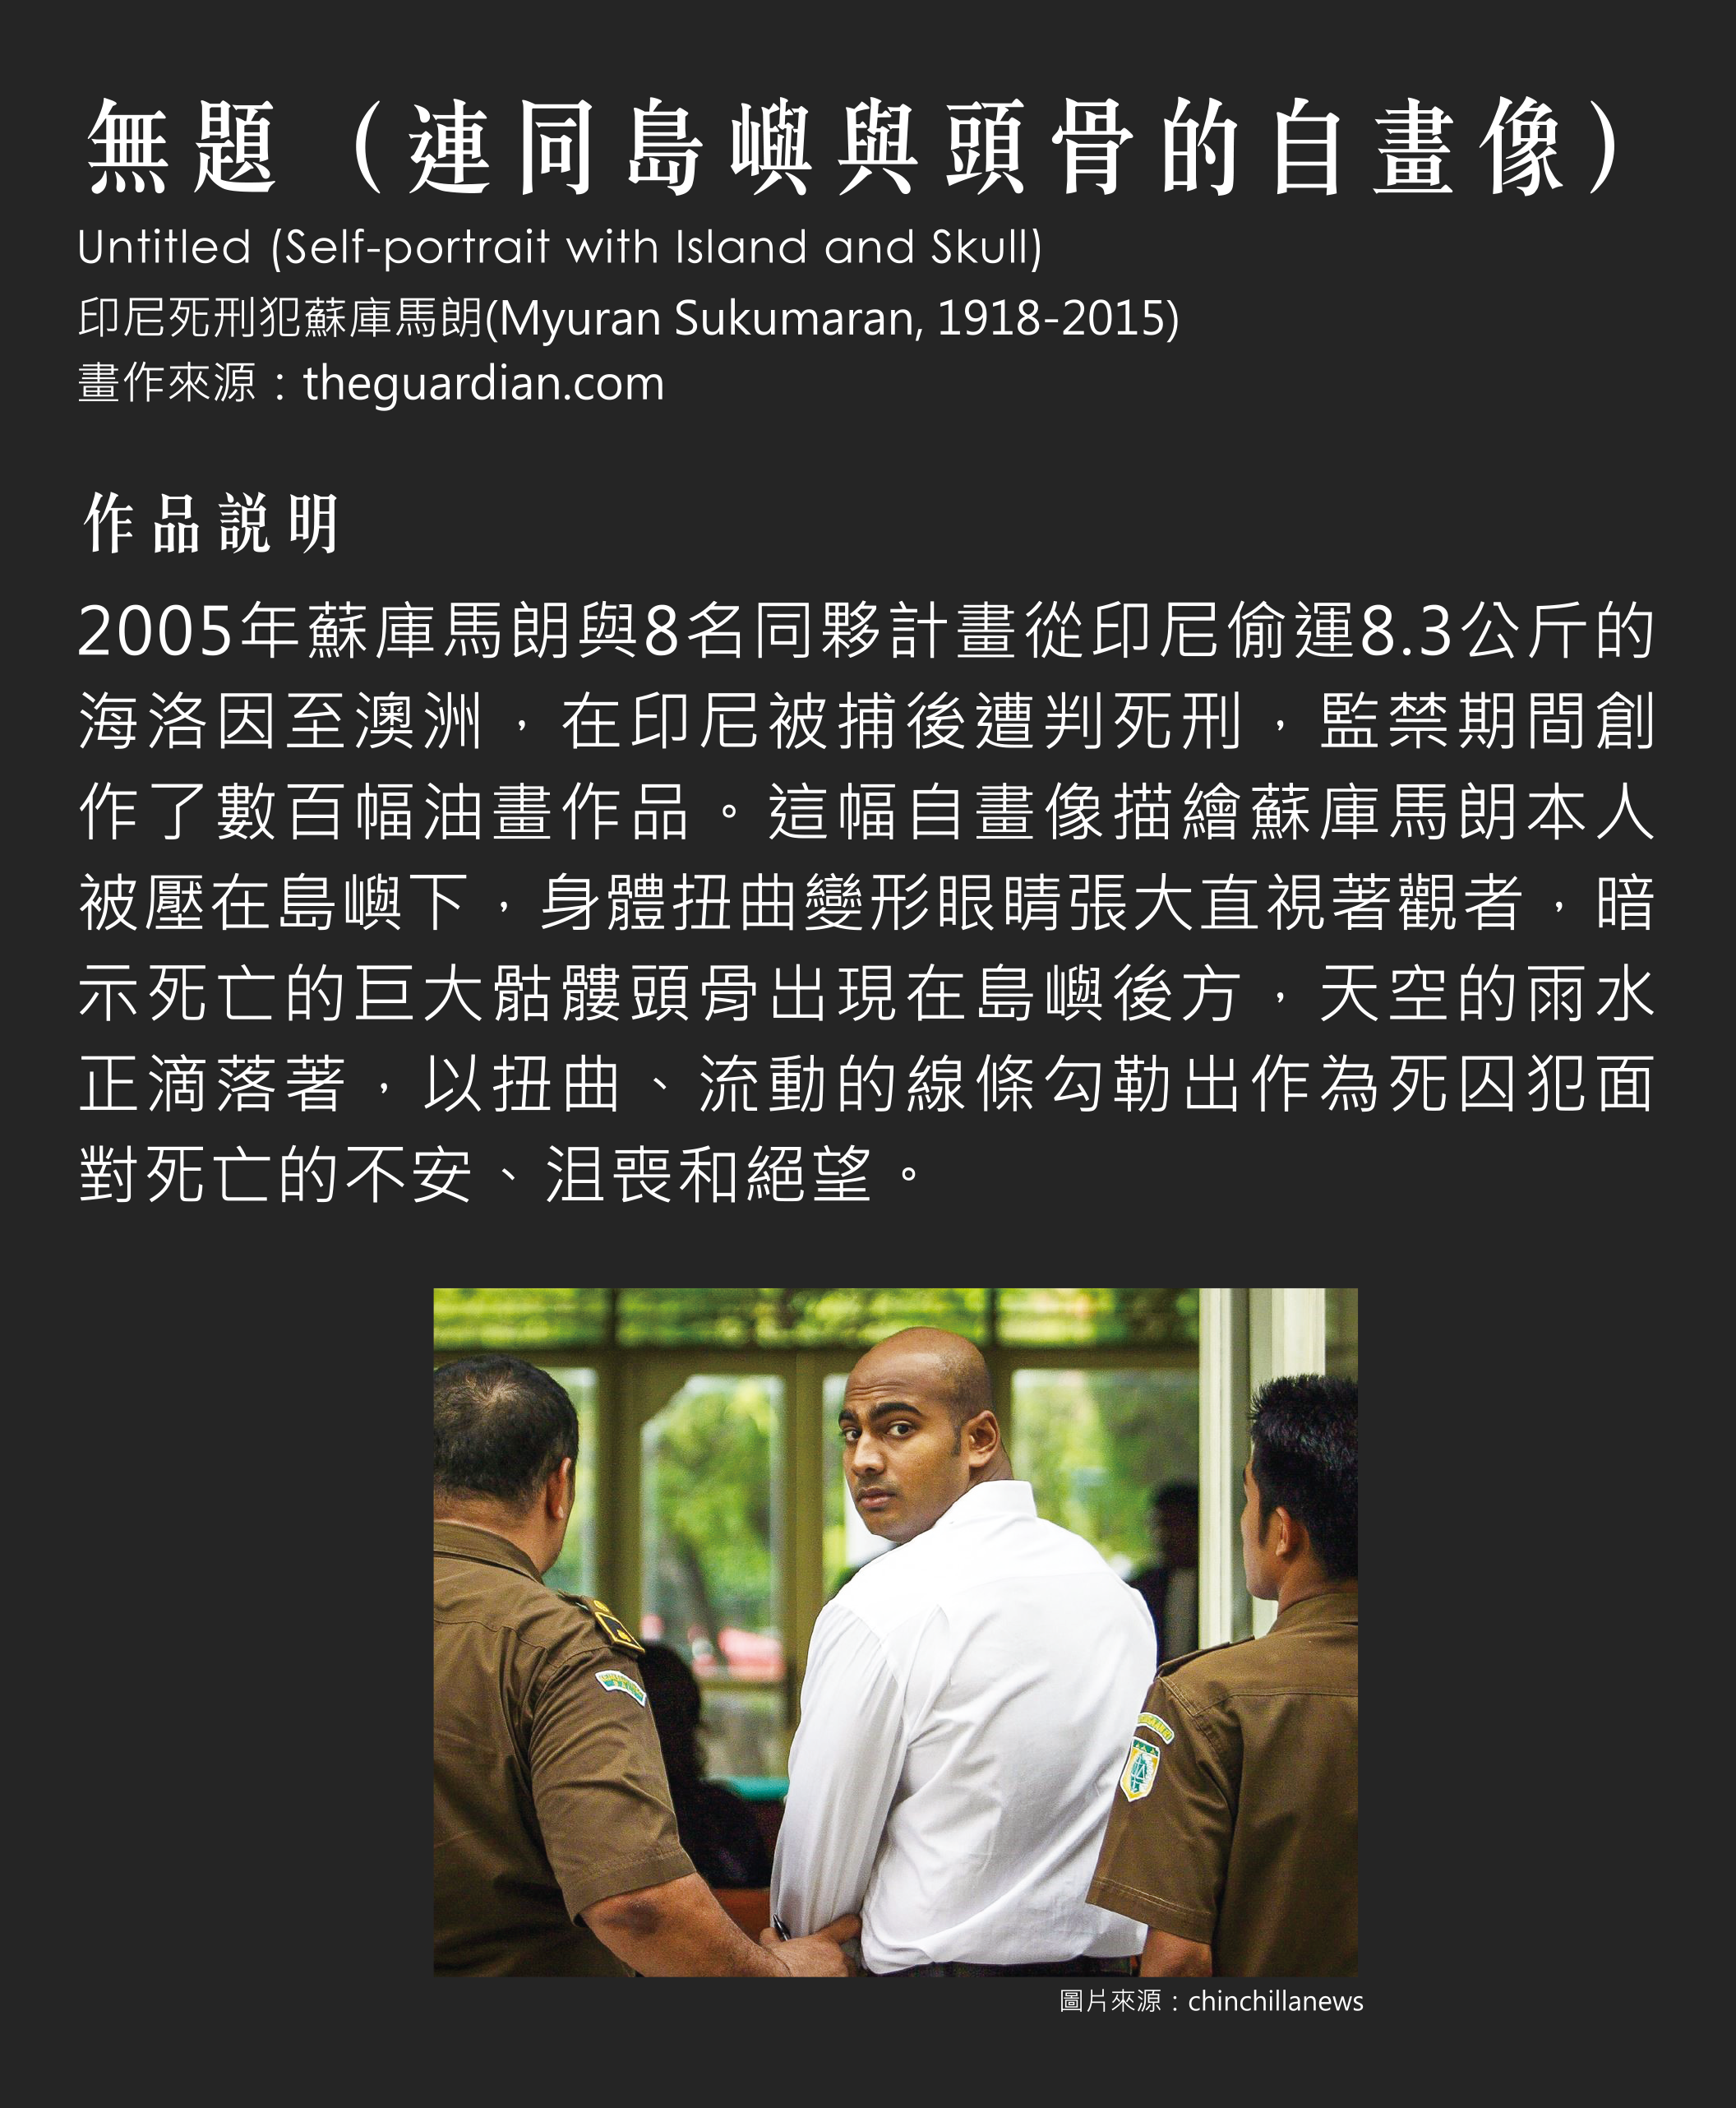 無題（連同島嶼與頭骨的自畫像）
Untitled (Self-portrait with Island and Skull)
印尼死刑犯蘇庫馬朗(Myuran Sukumaran, 1918-2015)
畫作來源：theguardian.com
作品説明
2005年蘇庫馬朗與8名同夥計畫從印尼偷運8.3公斤的
海洛因至澳洲，在印尼被捕後遭判死刑，監禁期間創
作了數百幅油畫作品。這幅自畫像描繪蘇庫馬朗本人
被壓在島嶼下，身體扭曲變形眼睛張大直視著觀者，暗
示死亡的巨大骷髏頭骨出現在島嶼後方，天空的雨水
正滴落著，以扭曲、流動的線條勾勒出作為死囚犯面
對死亡的不安、沮喪和絕望。
圖片來源：chinchillanews